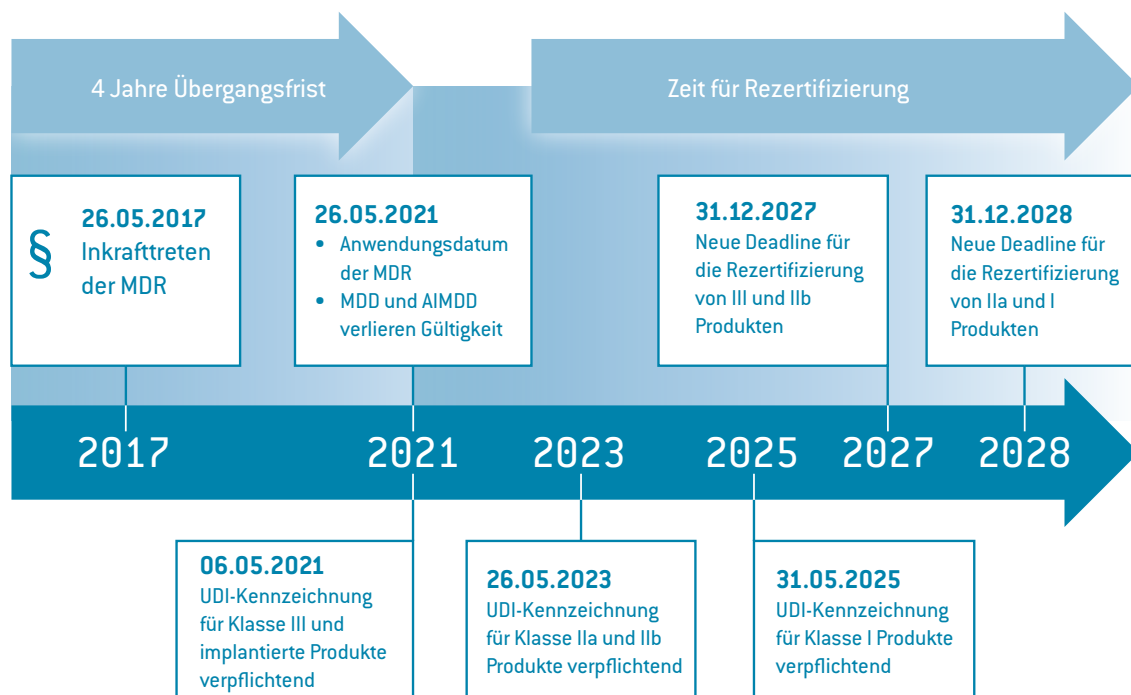 4 Jahre Übergangsfrist
Zeit für Rezertifizierung
§
26.05.2017
Inkrafttreten
der MDR
26.05.2021
• Anwendungsdatum
der MDR
• MDD und AIMDD
verlieren Gültigkeit
31.12.2027
Neue Deadline für
die Rezertifizierung
von III und IIb
Produkten
31.12.2028
Neue Deadline für
die Rezertifizierung
von IIa und I
Produkten
2017
2021
2023
2025
2027
2028
06.05.2021
UDI-Kennzeichnung
für Klasse III und
implantierte Produkte
verpflichtend
26.05.2023
UDI-Kennzeichnung
für Klasse IIa und IIb
Produkte verpflichtend
31.05.2025
UDI-Kennzeichnung
für Klasse I Produkte
verpflichtend